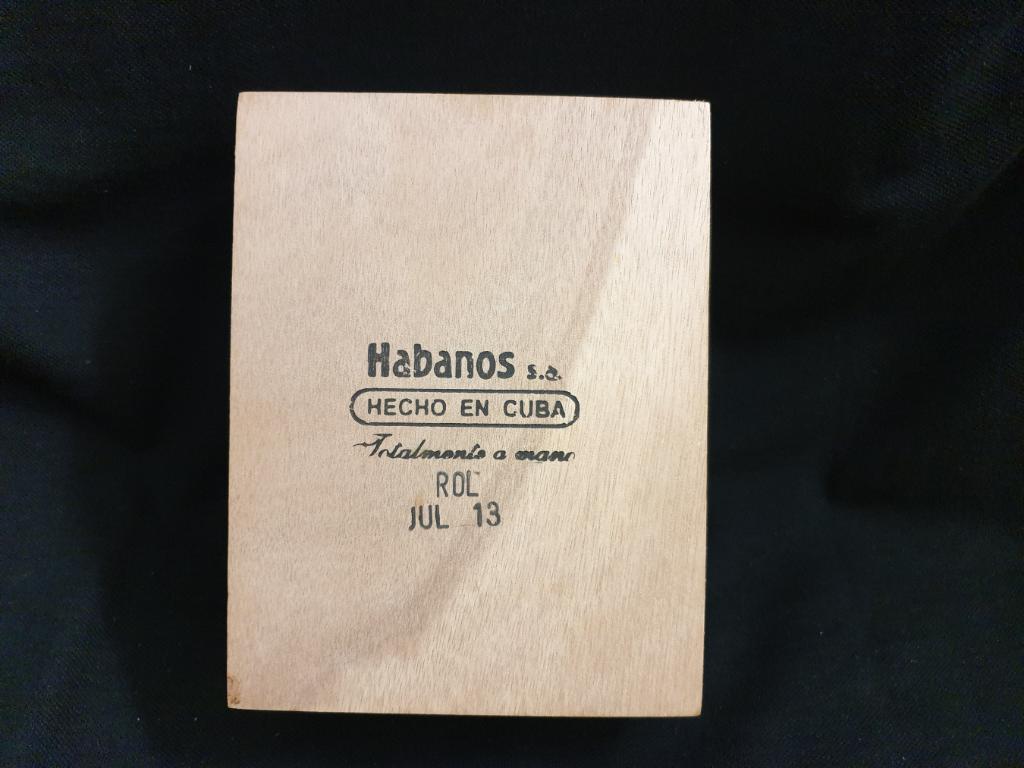 Habanos s.a.
HECHO EN CUBA
Totalmente a mano
ROL
JUL 13